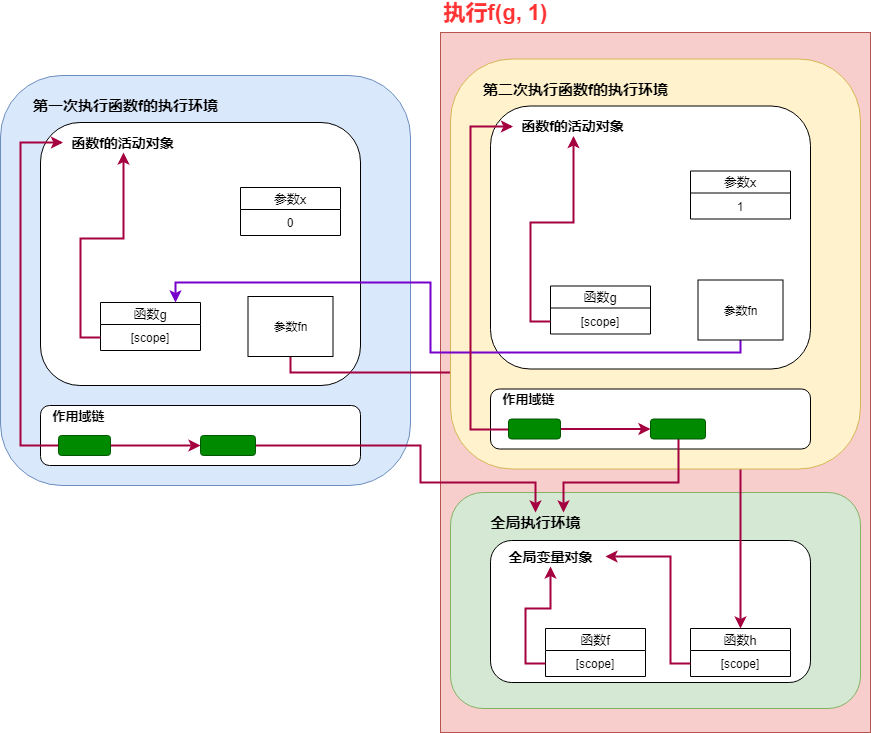 执行f(g, 1)
第一次执行函数f的执行环境
函数f的活动对象
参数x
0
函数g
[scope]
参数fn
作用域链
第二次执行函数f的执行环境
函数f的活动对象
参数x
1
函数g
[scope]
参数fn
作用域链
全局执行环境
全局变量对象
函数f
[scope]
函数h
[scope]